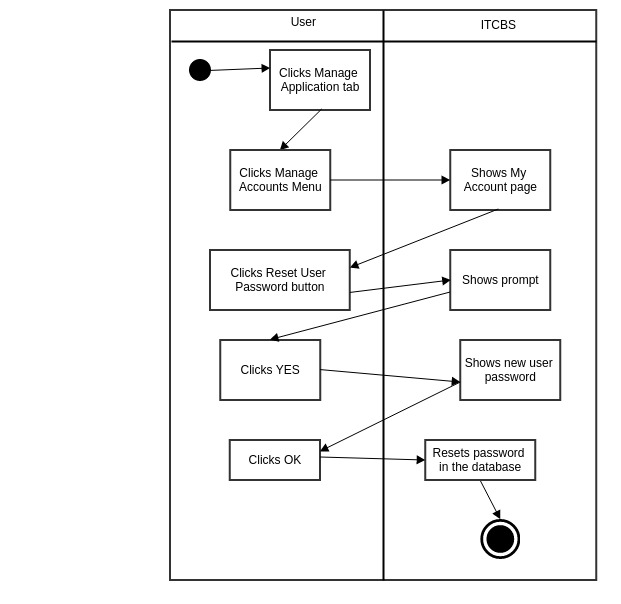 User
ITCBS
Clicks Manage
Application tab
Clicks Manage
Accounts Menu
Shows My
Account page
Clicks Reset User
Password button
Shows prompt
Clicks YES
Shows new user
password
Clicks OK
Resets password
in the database